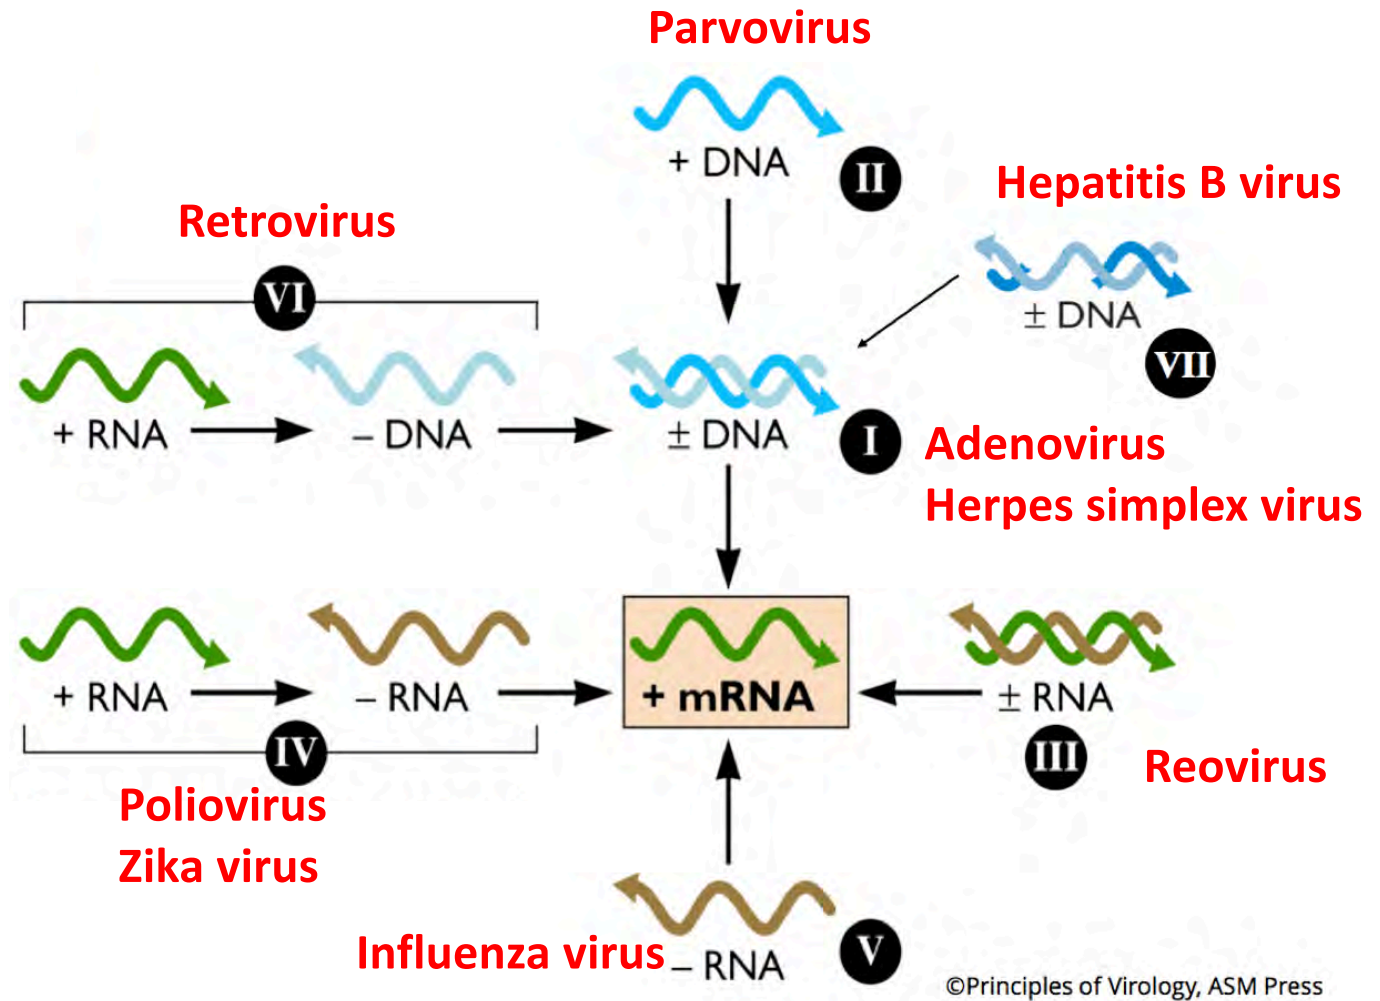 Parvovirus
+ DNA
II
Hepatitis B virus
± DNA
VII
Retrovirus
VI
+ RNA
– DNA
± DNA
I
Adenovirus
Herpes simplex virus
+ RNA
– RNA
+ mRNA
± RNA
IV
III
Reovirus
Poliovirus
Zika virus
Influenza virus
– RNA
V
©Principles of Virology, ASM Press